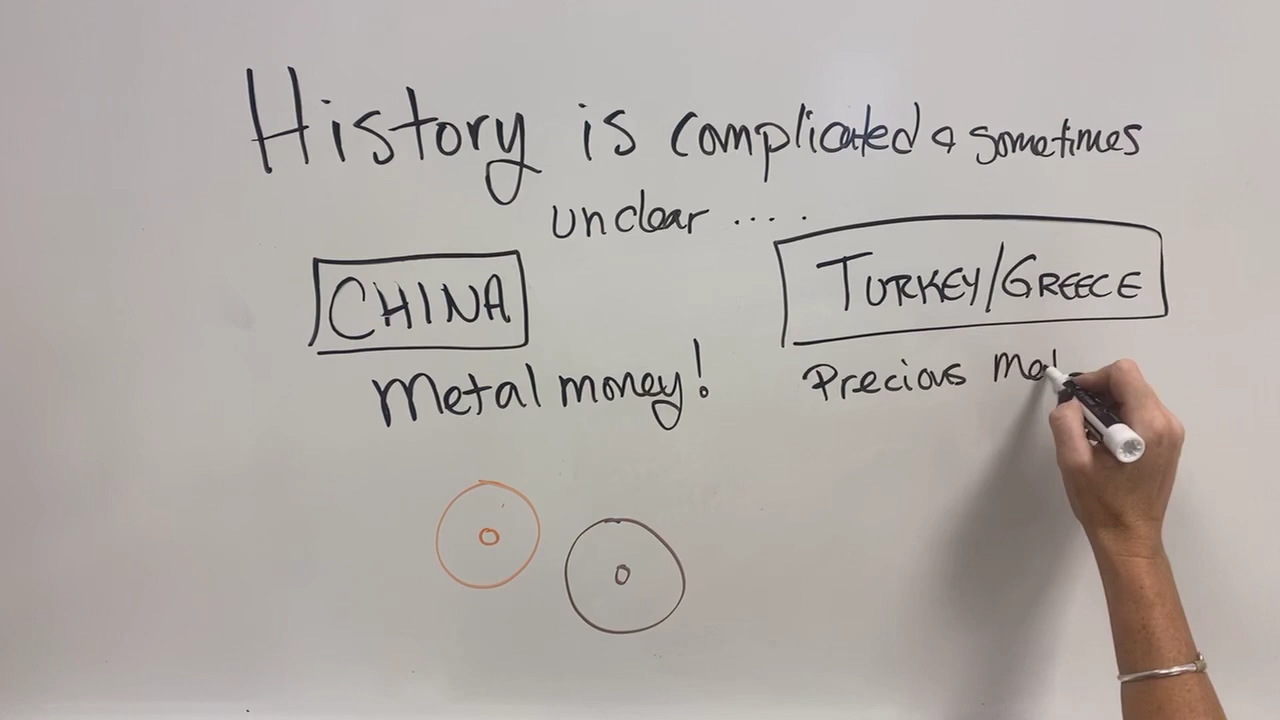 History is complicated & sometimes
unclear ....
CHINA
TURKEY/GREECE
Metal money!
Precious